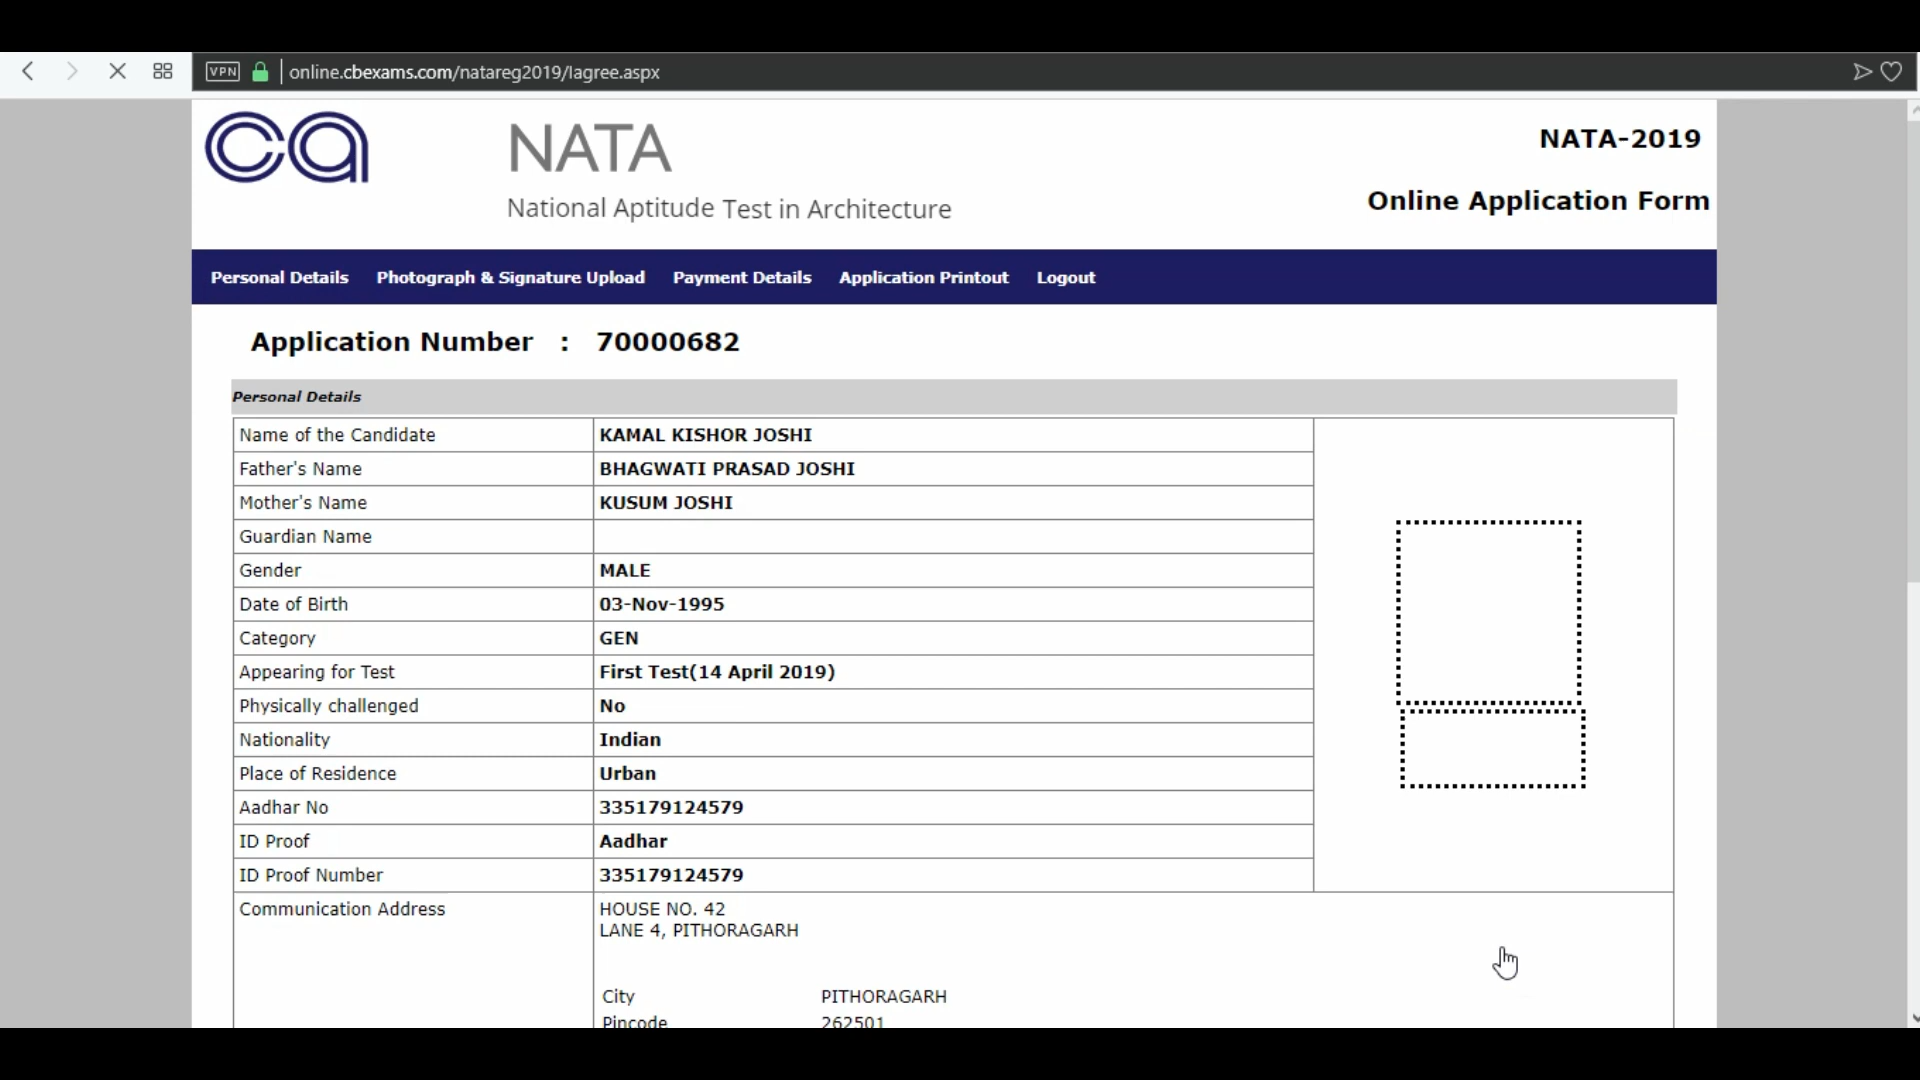 VPN online.cbexams.com/natareg2019/Iagree.aspx
ca NATA NATA-2019
National Aptitude Test in Architecture Online Application Form
Personal Details Photograph & Signature Upload Payment Details Application Printout Logout
Application Number : 70000682
Personal Details
Name of the Candidate KAMAL KISHOR JOSHI
Father's Name BHAGWATI PRASAD JOSHI
Mother's Name KUSUM JOSHI
Guardian Name
Gender MALE
Date of Birth 03-Nov-1995
Category GEN
Appearing for Test First Test(14 April 2019)
Physically challenged No
Nationality Indian
Place of Residence Urban
Aadhar No 335179124579
ID Proof Aadhar
ID Proof Number 335179124579
Communication Address HOUSE NO. 42
LANE 4, PITHORAGARH
City PITHORAGARH
Pincode 262501